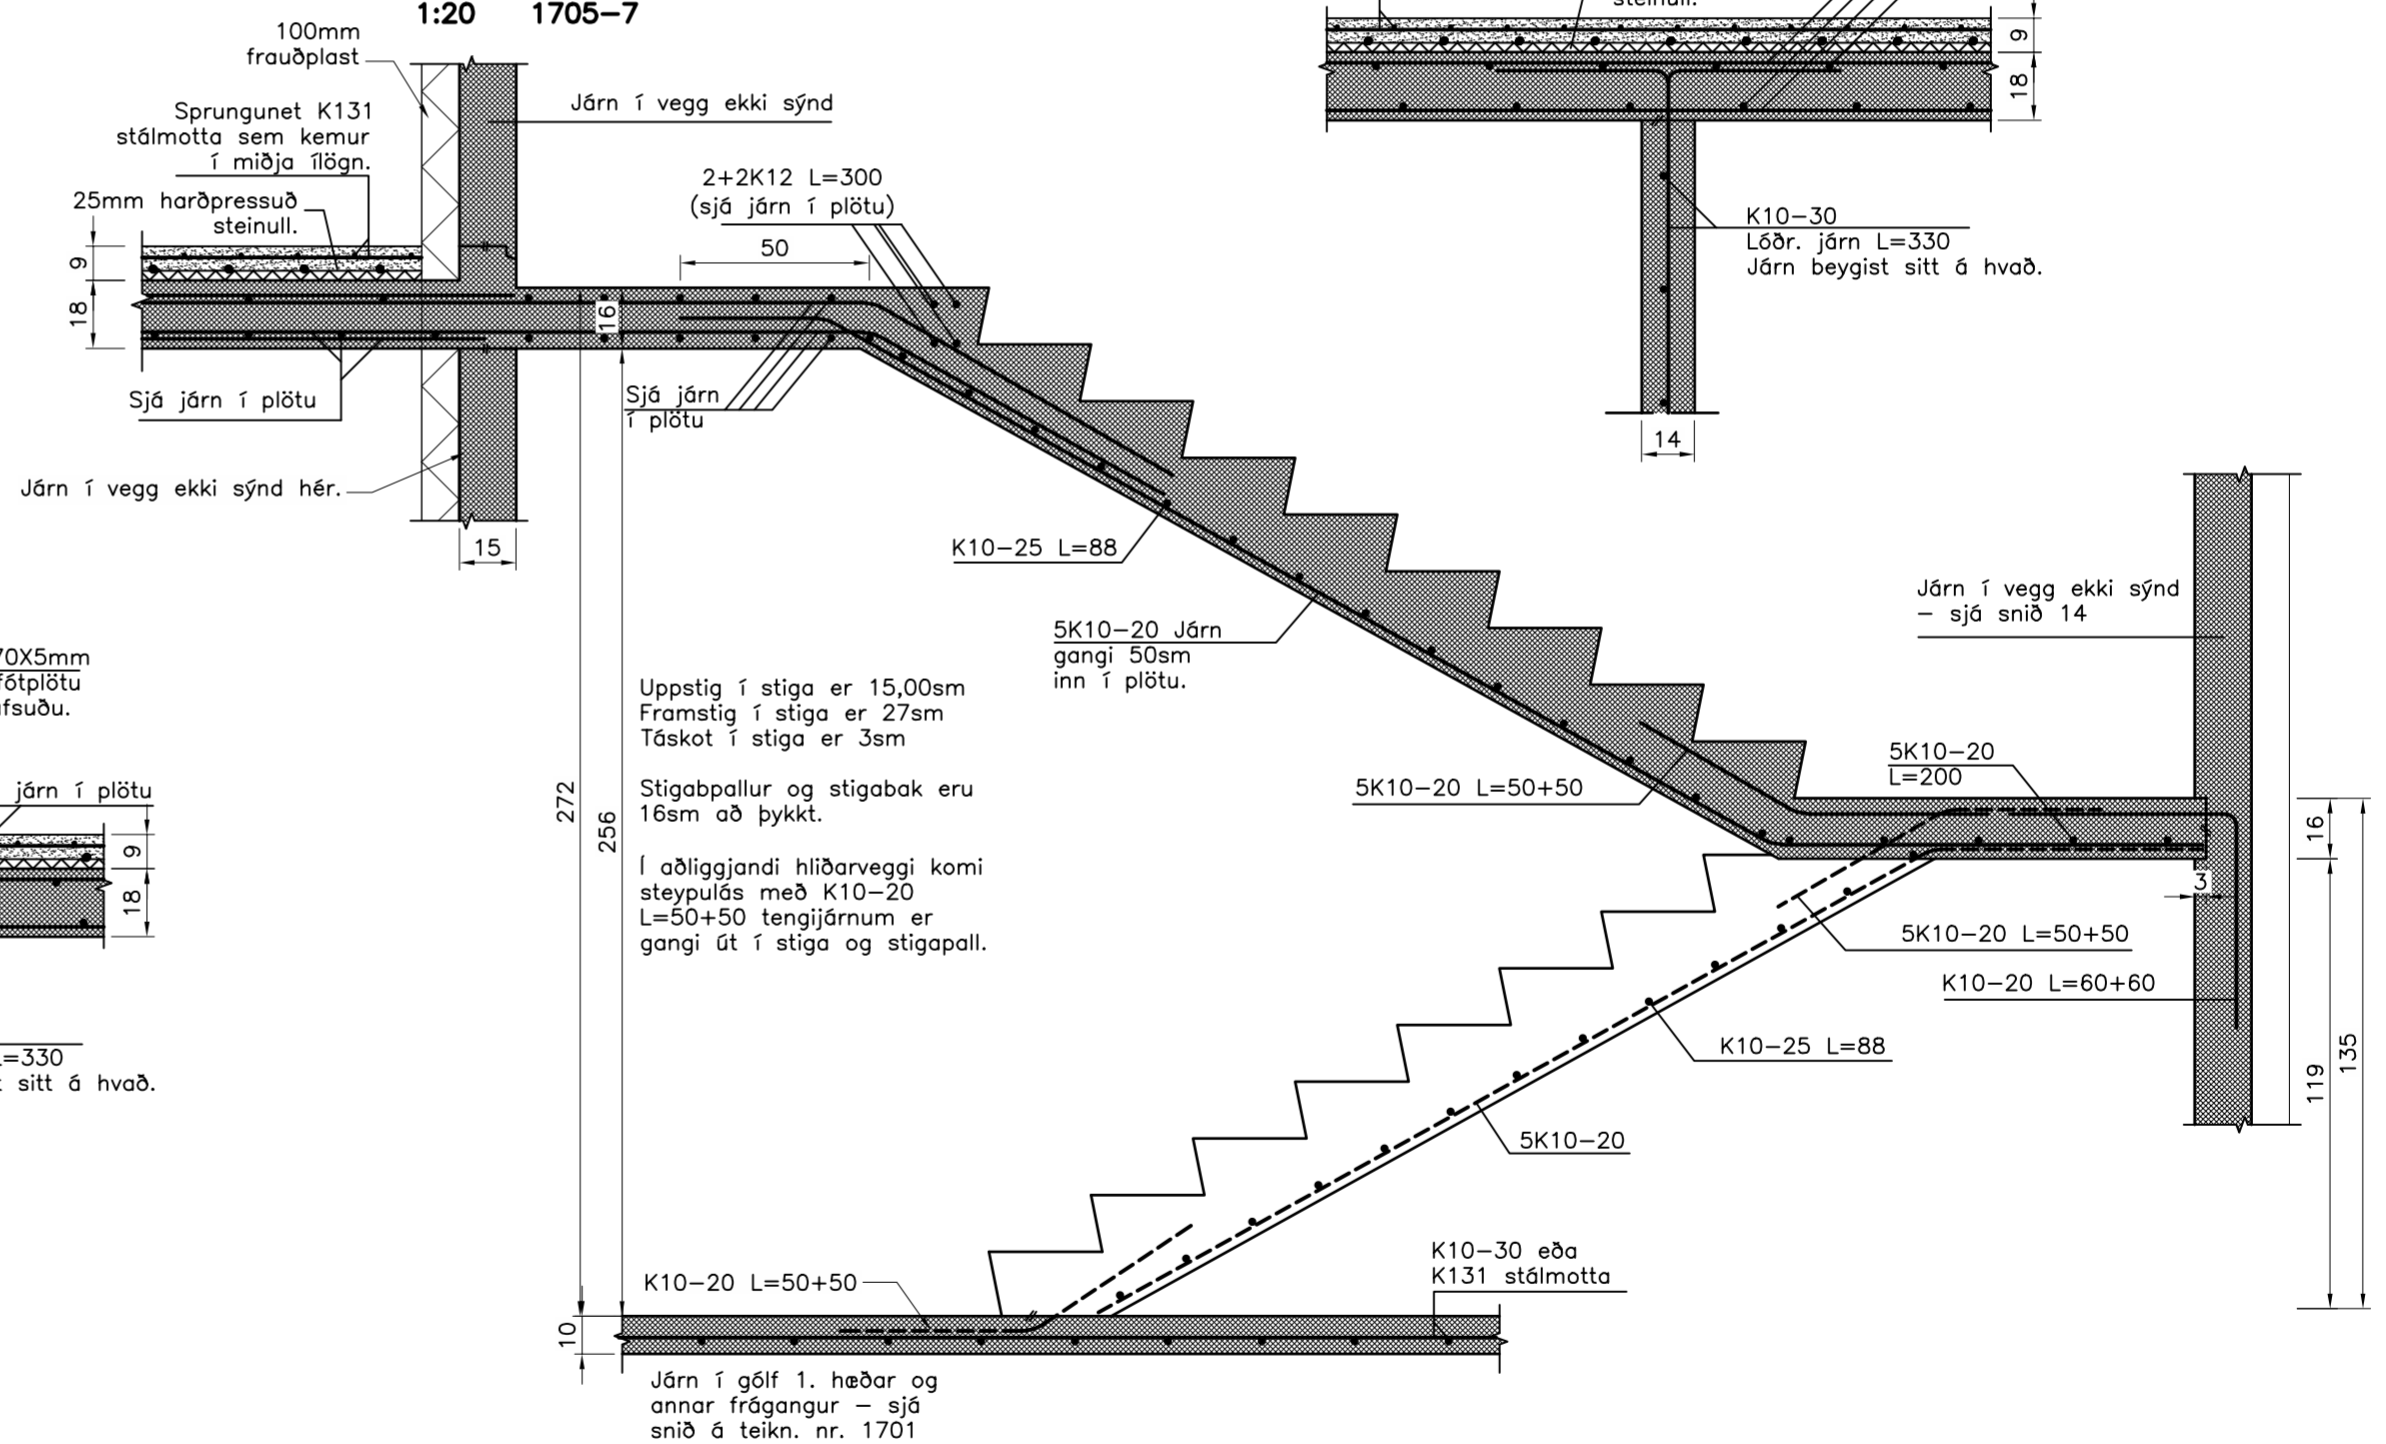 1:20 1705-7
100mm
frauðplast
Sprungunet K131
stálmotta sem kemur
í miðja ílögn.
25mm harðpressuð
steinull.
9
18
Sjá járn í plötu
Járn í vegg ekki sýnd hér.
15
Járn í vegg ekki sýnd
2+2K12 L=300
(sjá járn í plötu)
50
16
Sjá járn
í plötu
K10-25 L=88
5K10-20 Járn
gangi 50sm
inn í plötu.
steinull.
9
18
K10-30
Lóðr. járn L=330
Járn beygist sitt á hvað.
14
Járn í vegg ekki sýnd
- sjá snið 14
70X5mm
fótplötu
afsuðu.
járn í plötu
9
18
L=330
sitt á hvað.
272
256
Uppstig í stiga er 15,00sm
Framstig í stiga er 27sm
Táskot í stiga er 3sm
Stigabpallur og stigabak eru
16sm að þykkt.
Í aðliggjandi hliðarveggi komi
steypulás með K10-20
L=50+50 tengijárnum er
gangi út í stiga og stigapall.
5K10-20 L=50+50
5K10-20
L=200
16
3
5K10-20 L=50+50
K10-20 L=60+60
K10-25 L=88
119
135
5K10-20
K10-30 eða
K131 stálmotta
K10-20 L=50+50
10
Járn í gólf 1. hæðar og
annar frágangur - sjá
snið á teikn. nr. 1701